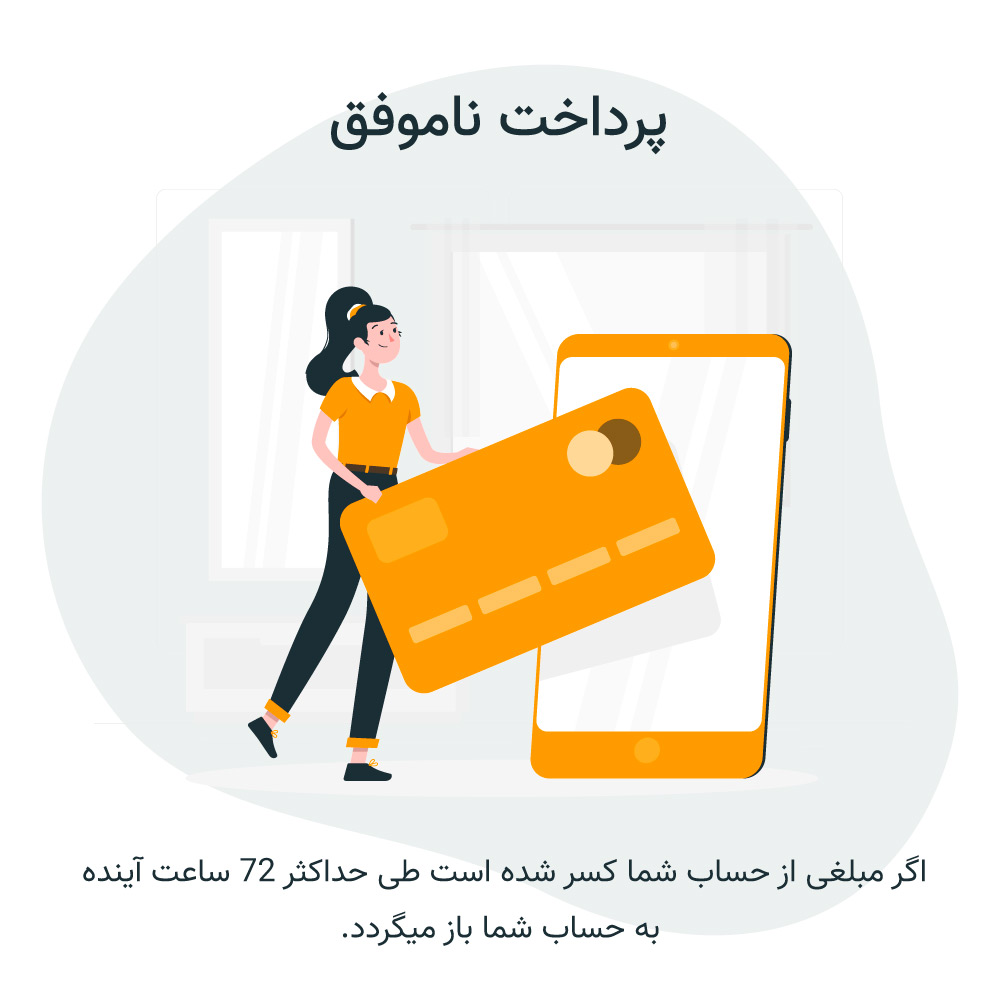 پرداخت ناموفق
اگر مبلغی از حساب شما کسر شده است طی حداکثر 72 ساعت آینده
به حساب شما باز میگردد.